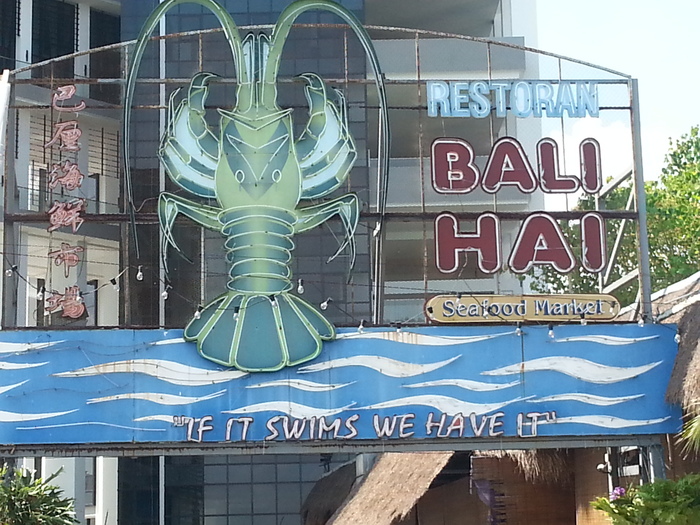 巴厘海鮮市場
RESTORAN
BALI
HAI
Seafood Market
"IF IT SWIMS WE HAVE IT"